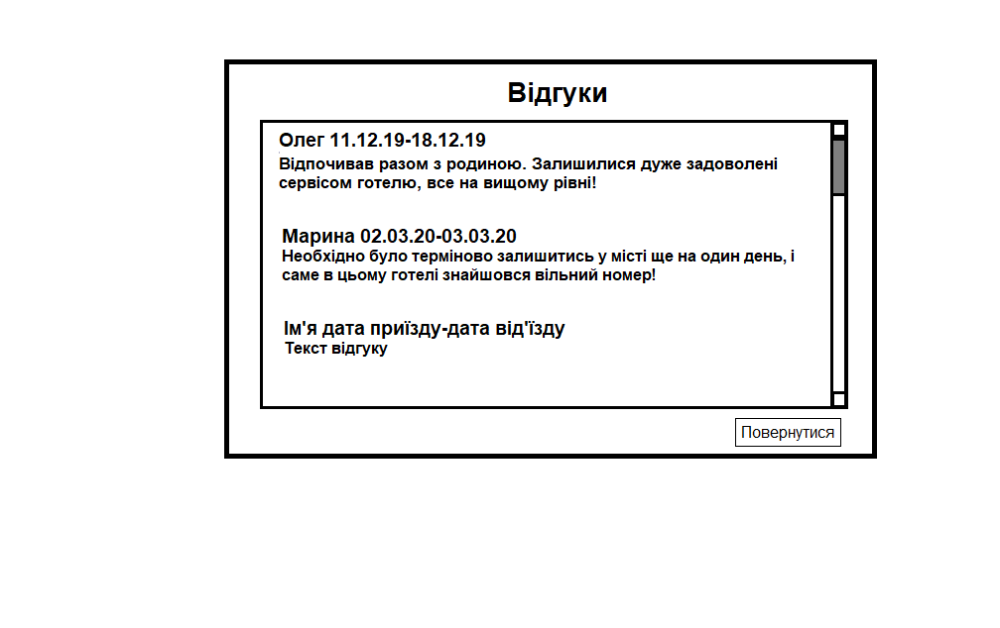 Відгуки
Олег 11.12.19-18.12.19
Відпочивав разом з родиною. Залишилися дуже задоволені
сервісом готелю, все на вищому рівні!
Марина 02.03.20-03.03.20
Необхідно було терміново залишитись у місті ще на один день, і
саме в цьому готелі знайшовся вільний номер!
Ім'я дата приїзду-дата від'їзду
Текст відгуку
Повернутися